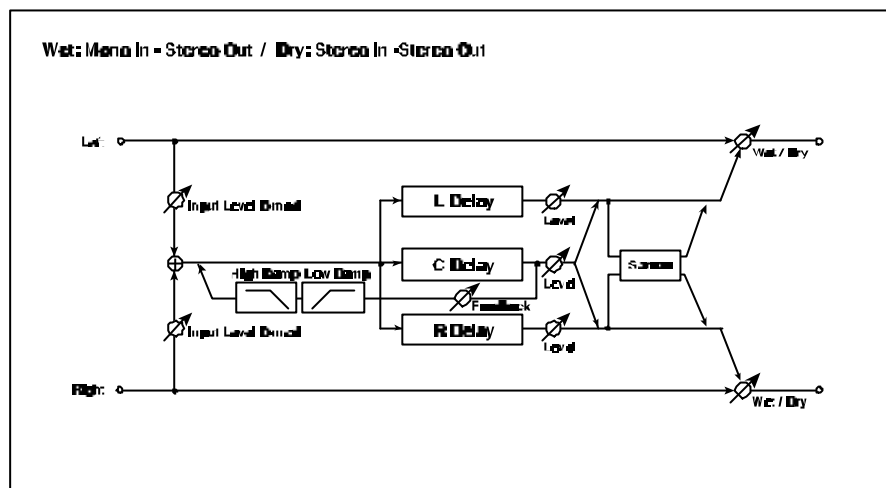 Wet: Mono In - Stereo Out / Dry: Stereo In - Stereo Out
Left
Wet / Dry
L Delay
Input Level Dmod
Level
High Damp Low Damp
C Delay
Level
Spread
Feedback
Input Level Dmod
R Delay
Level
Right
Wet / Dry